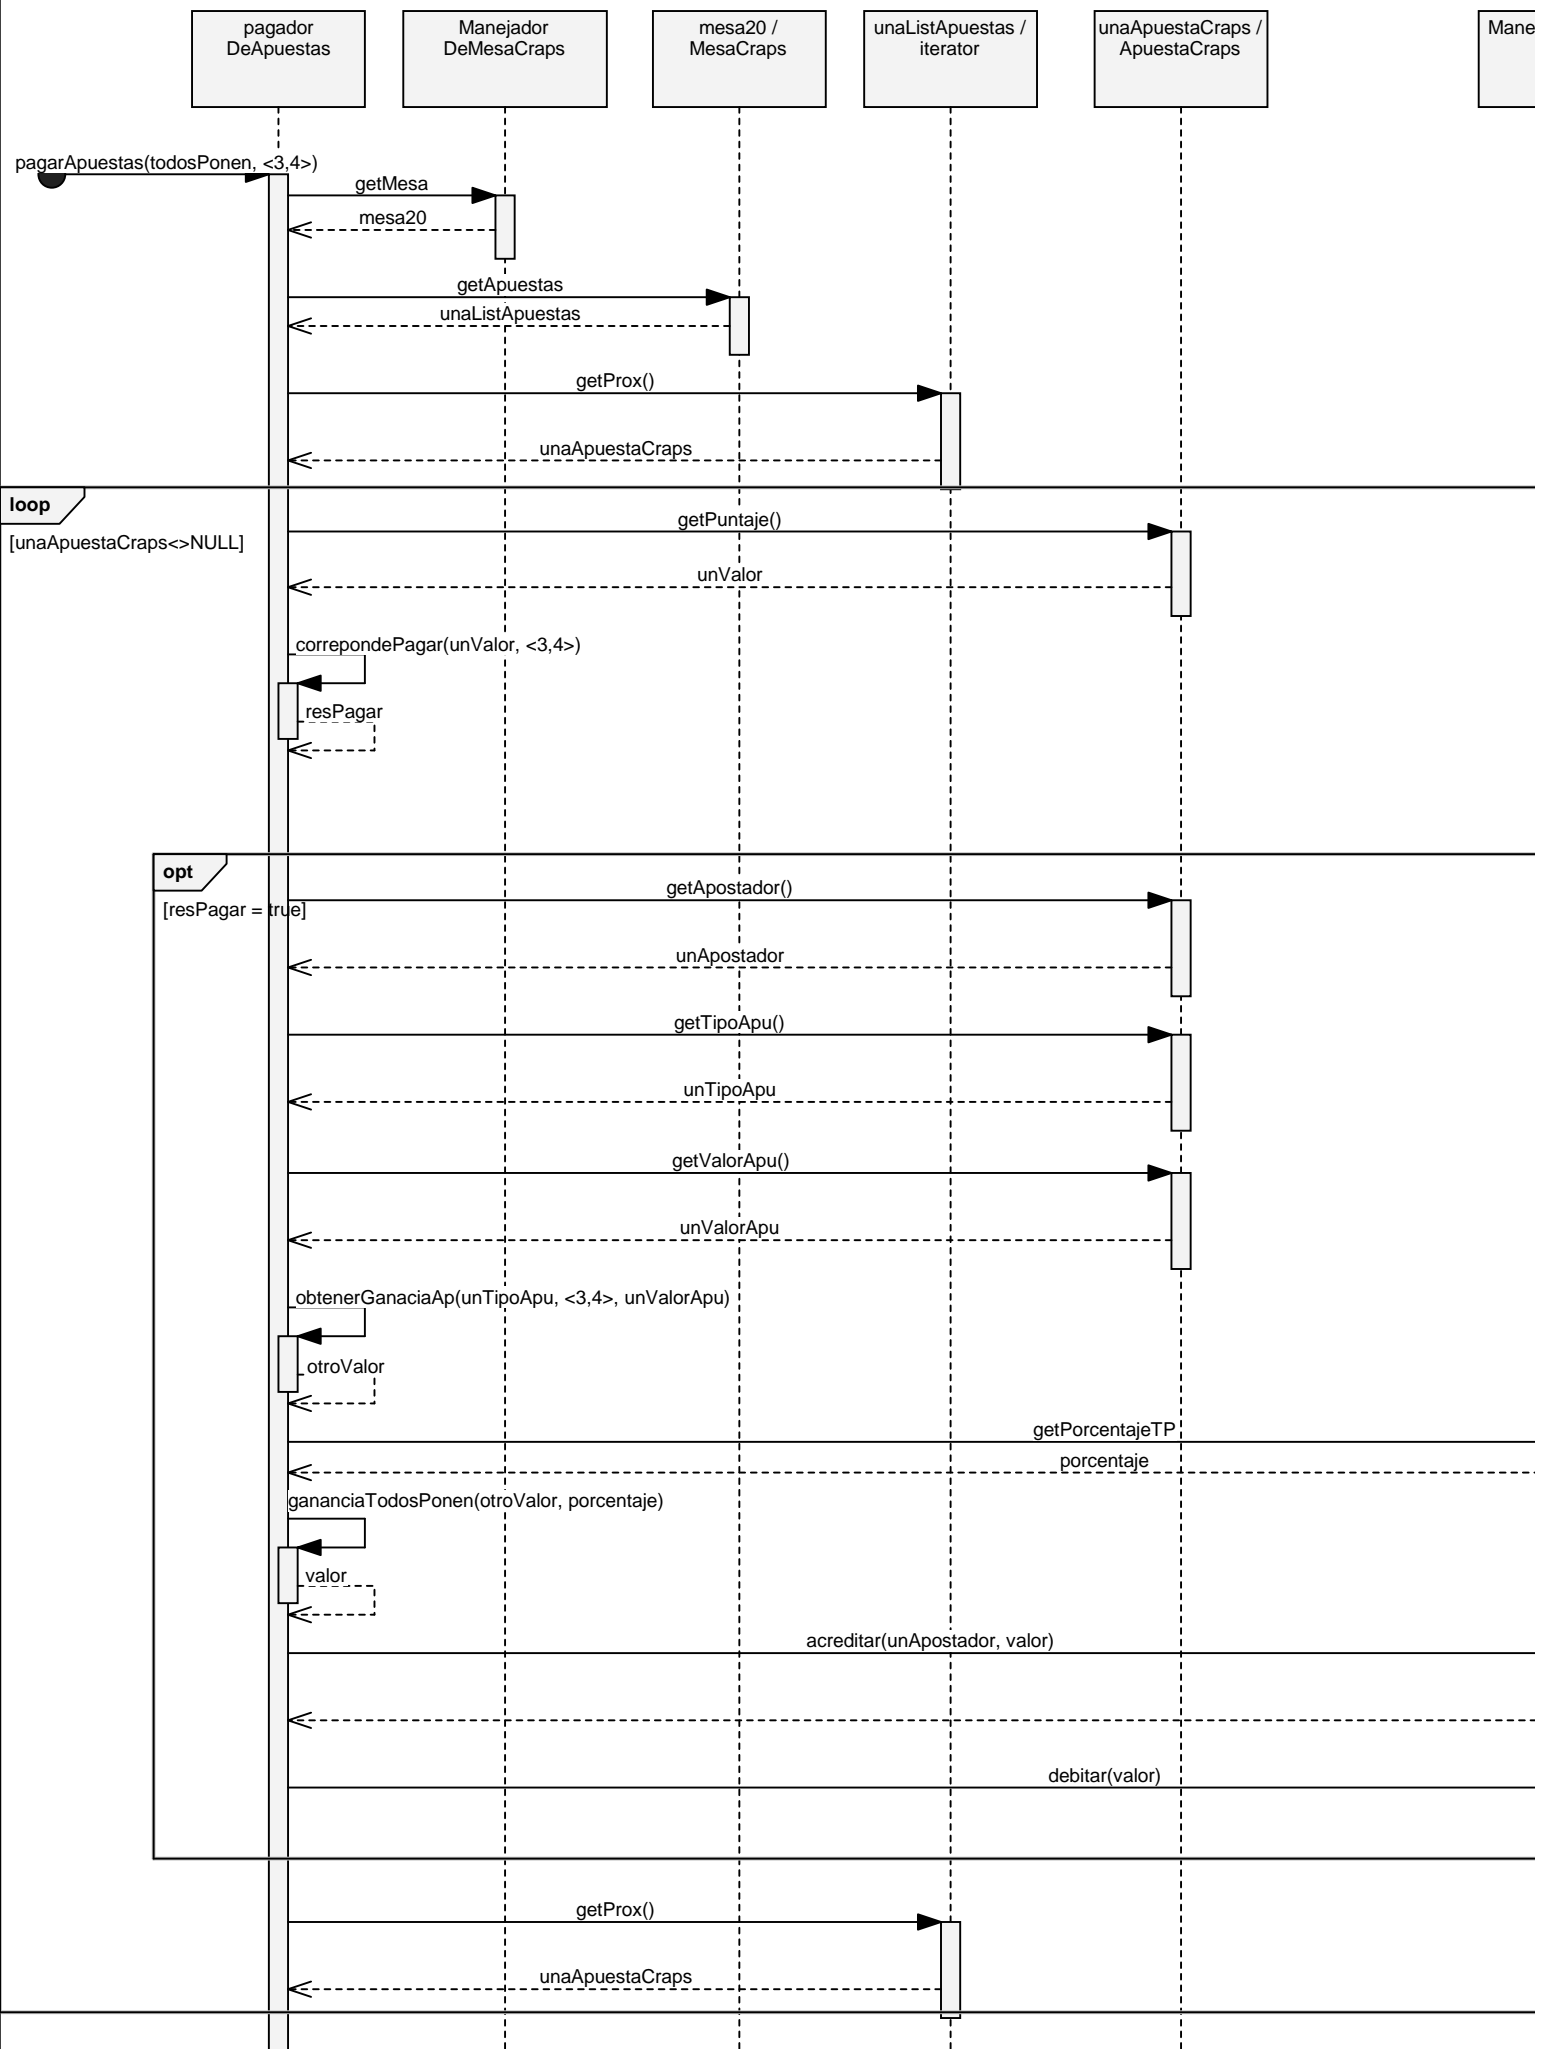 pagador
DeApuestas
Manejador
DeMesaCraps
mesa20 /
MesaCraps
unaListApuestas /
iterator
unaApuestaCraps /
ApuestaCraps
Mane
pagarApuestas(todosPonen, <3,4>)
getMesa
mesa20
getApuestas
unaListApuestas
getProx()
unaApuestaCraps
loop
[unaApuestaCraps<>NULL]
getPuntaje()
unValor
correpondePagar(unValor, <3,4>)
resPagar
opt
[resPagar = true]
getApostador()
unApostador
getTipoApu()
unTipoApu
getValorApu()
unValorApu
obtenerGanaciaAp(unTipoApu, <3,4>, unValorApu)
otroValor
getPorcentajeTP
porcentaje
gananciaTodosPonen(otroValor, porcentaje)
valor
acreditar(unApostador, valor)
debitar(valor)
getProx()
unaApuestaCraps